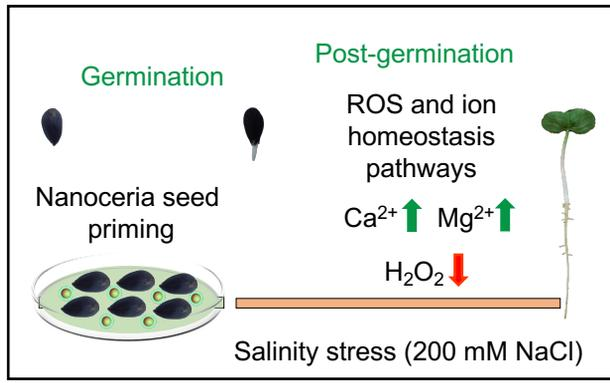 Germination
Post-germination
ROS and ion
homeostasis
pathways
Nanoceria seed
priming
Ca²⁺ Mg²⁺
H₂O₂
Salinity stress (200 mM NaCl)